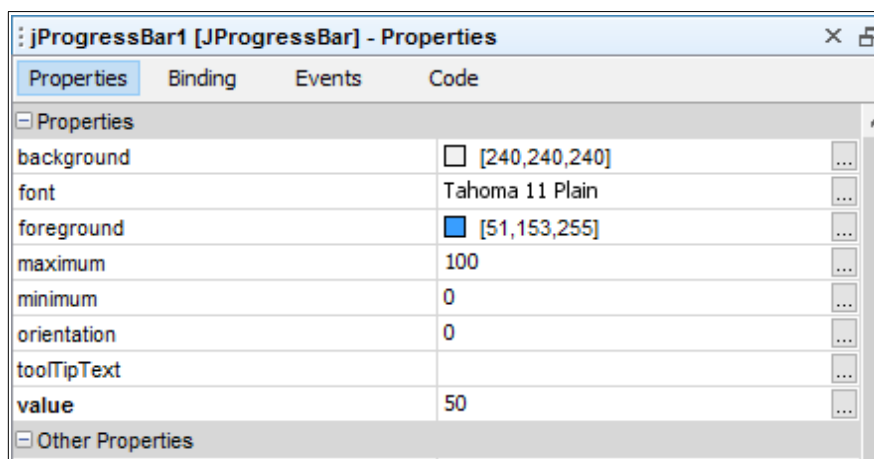 jProgressBar1 [JProgressBar] - Properties
Properties Binding Events Code
Properties
background [240,240,240] ...
font Tahoma 11 Plain ...
foreground [51,153,255] ...
maximum 100 ...
minimum 0 ...
orientation 0 ...
toolTipText ...
value 50 ...
Other Properties